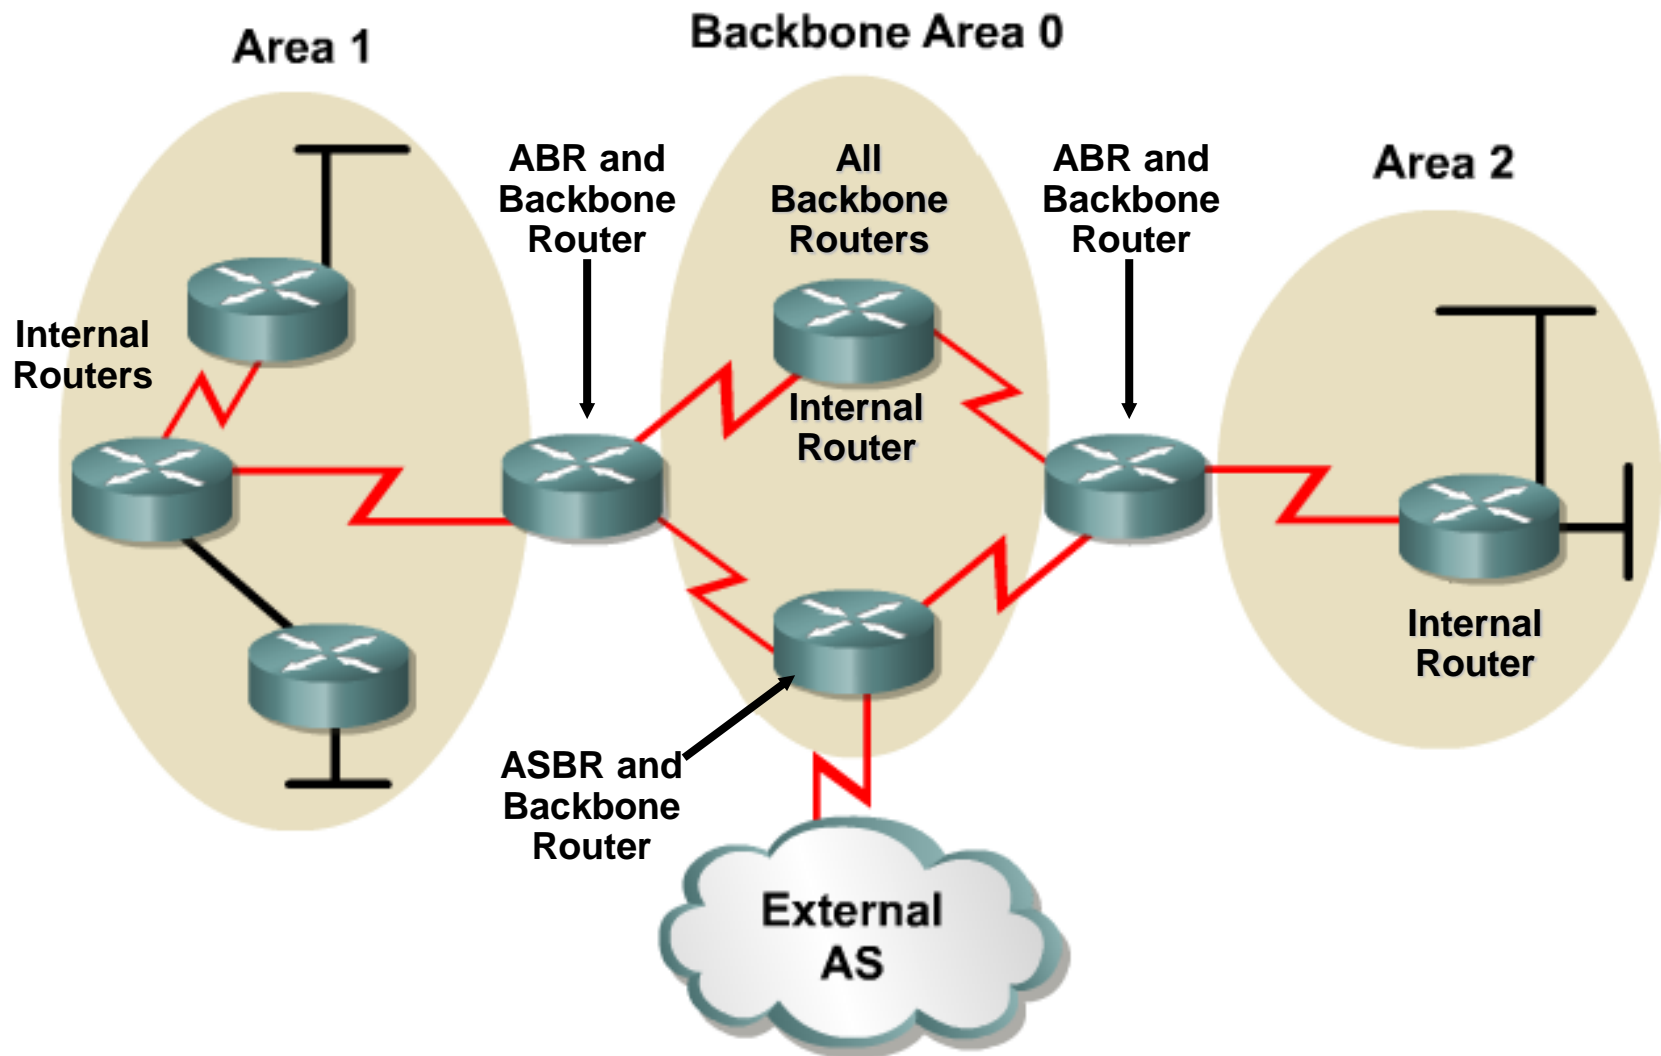 Area 1
Backbone Area 0
Area 2
ABR and
Backbone
Router
All
Backbone
Routers
ABR and
Backbone
Router
Internal
Routers
Internal
Router
Internal
Router
ASBR and
Backbone
Router
External
AS